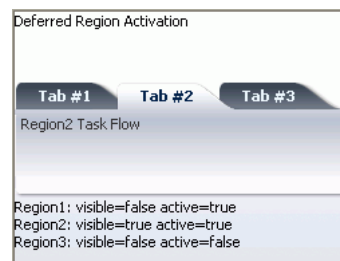 Deferred Region Activation
Tab #1 Tab #2 Tab #3
Region2 Task Flow
Region1: visible=false active=true
Region2: visible=true active=true
Region3: visible=false active=false